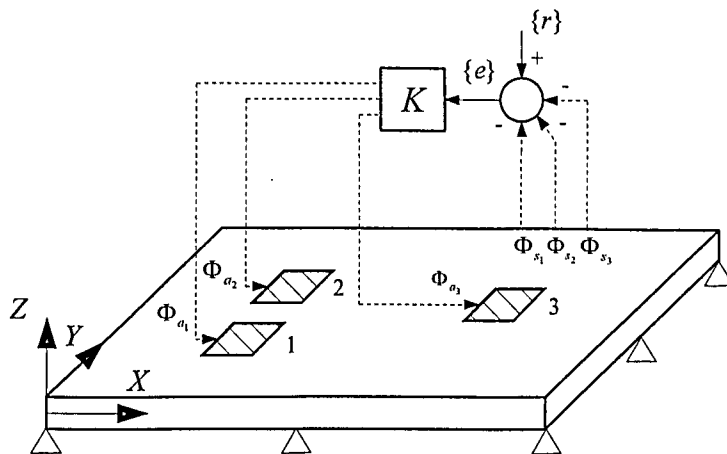 {r}
+
{e}
-
K
-
-
Φ_{s_1} Φ_{s_2} Φ_{s_3}
Φ_{a_2}
Φ_{a_3}
2
3
Φ_{a_1}
1
Z
Y
X